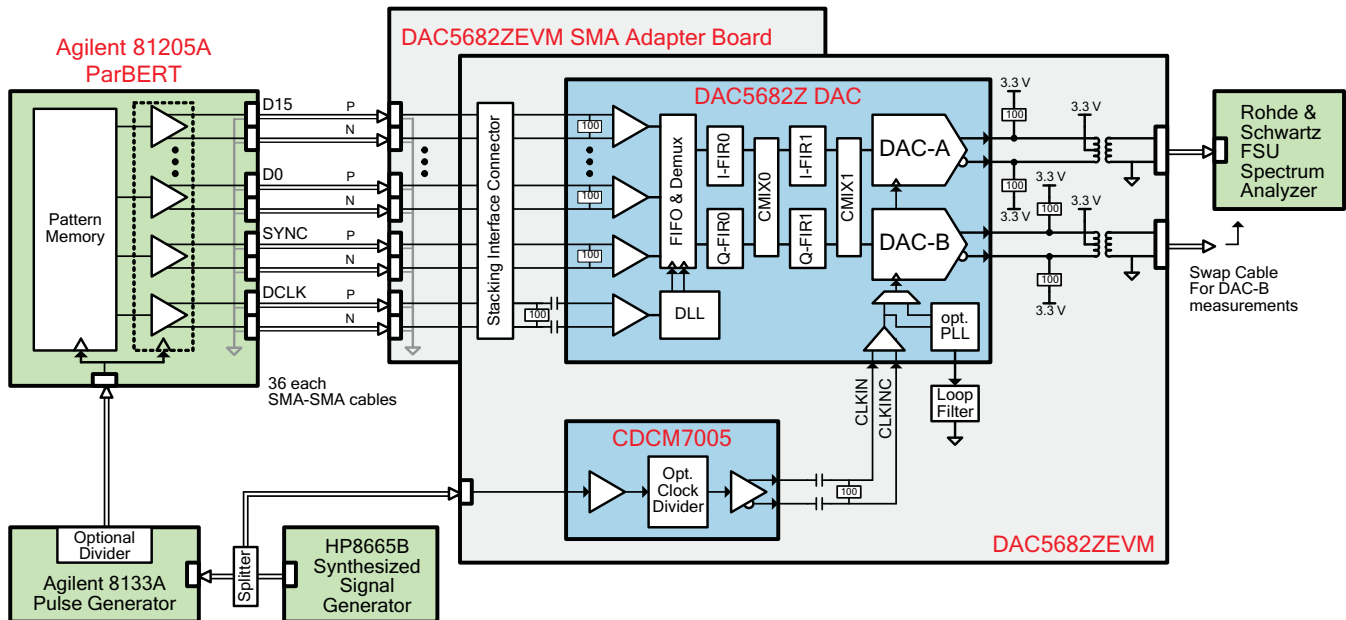 Agilent 81205A
ParBERT
Pattern
Memory
D15
P
N
D0
P
N
SYNC
P
N
DCLK
P
N
36 each
SMA-SMA cables
DAC5682ZEVM SMA Adapter Board
Stacking Interface Connector
DAC5682Z DAC
100
100
100
100
FIFO & Demux
DLL
I-FIR0
Q-FIR0
CMIX0
I-FIR1
Q-FIR1
CMIX1
DAC-A
DAC-B
opt.
PLL
Loop
Filter
CLKIN
CLKINC
3.3 V
100
3.3 V
100
3.3 V
3.3 V
100
3.3 V
100
3.3 V
Rohde &
Schwartz
FSU
Spectrum
Analyzer
Swap Cable
For DAC-B
measurements
CDCM7005
Opt.
Clock
Divider
100
DAC5682ZEVM
Optional
Divider
Agilent 8133A
Pulse Generator
Splitter
HP8665B
Synthesized
Signal
Generator